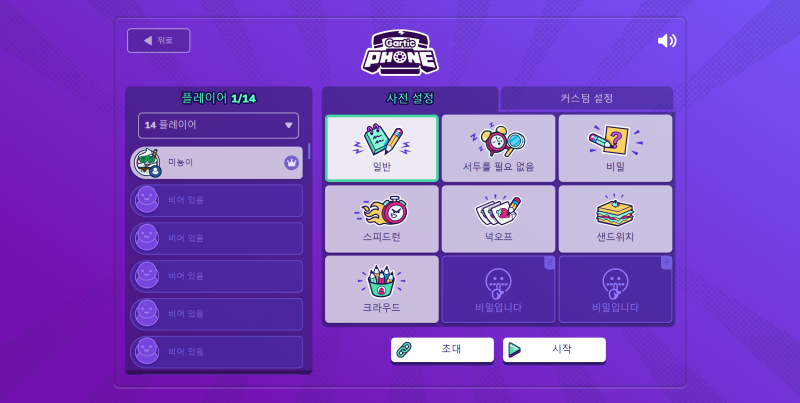 뒤로
Gartic
PHONE
플레이어 1/14
14 플레이어
미뇽이
비어 있음
비어 있음
비어 있음
비어 있음
비어 있음
사전 설정
커스텀 설정
일반
서두를 필요 없음
비밀
스피드런
넉오프
샌드위치
크라우드
비밀입니다
비밀입니다
초대
시작